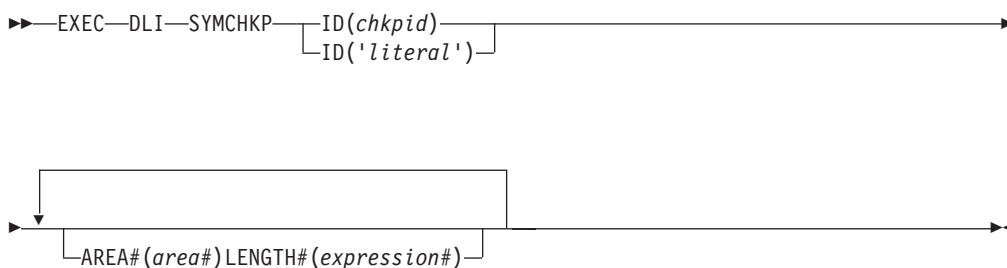 EXEC DLI SYMCHKP ID(chkpid)
ID('literal')
AREA#(area#)LENGTH#(expression#)